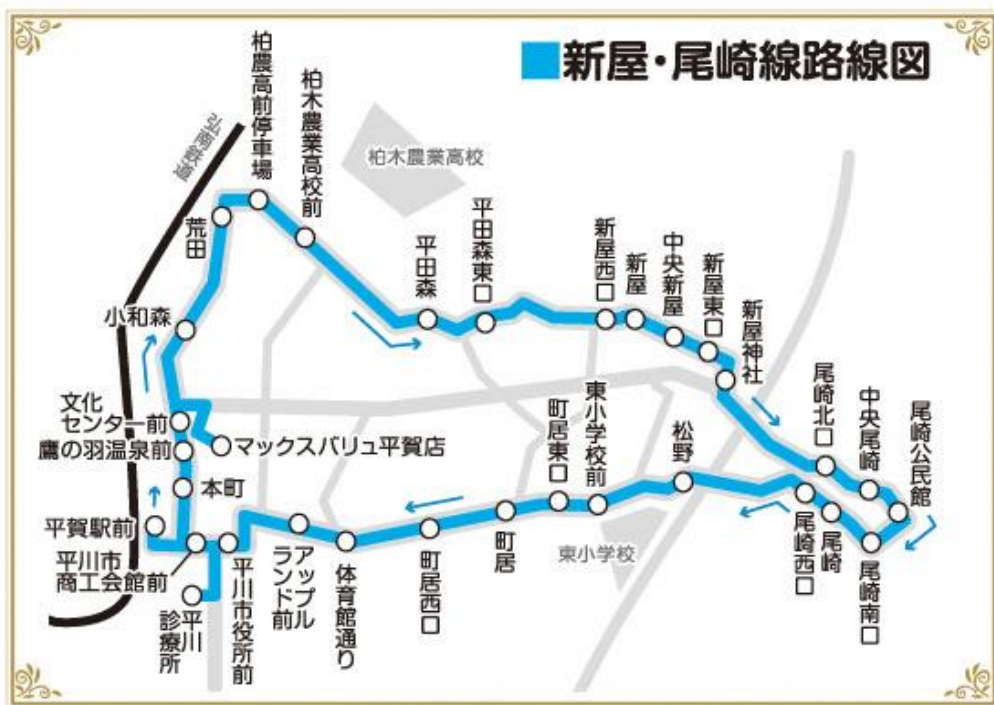 ■新屋・尾崎線路線図
弘南鉄道
柏農高前停車場
柏木農業高校前
柏木農業高校
荒田
平田森
平田森東口
新屋西口
新屋
中央新屋
新屋東口
新屋神社
小和森
尾崎北口
中央尾崎
尾崎公民館
文化
センター前
鷹の羽温泉前
マックスバリュ平賀店
本町
町居東口
東小学校前
松野
平賀駅前
平川市
商工会館前
平川
診療所
平川市役所前
アップル
ランド前
体育館通り
町居西口
町居
東小学校
尾崎西口
尾崎
尾崎南口